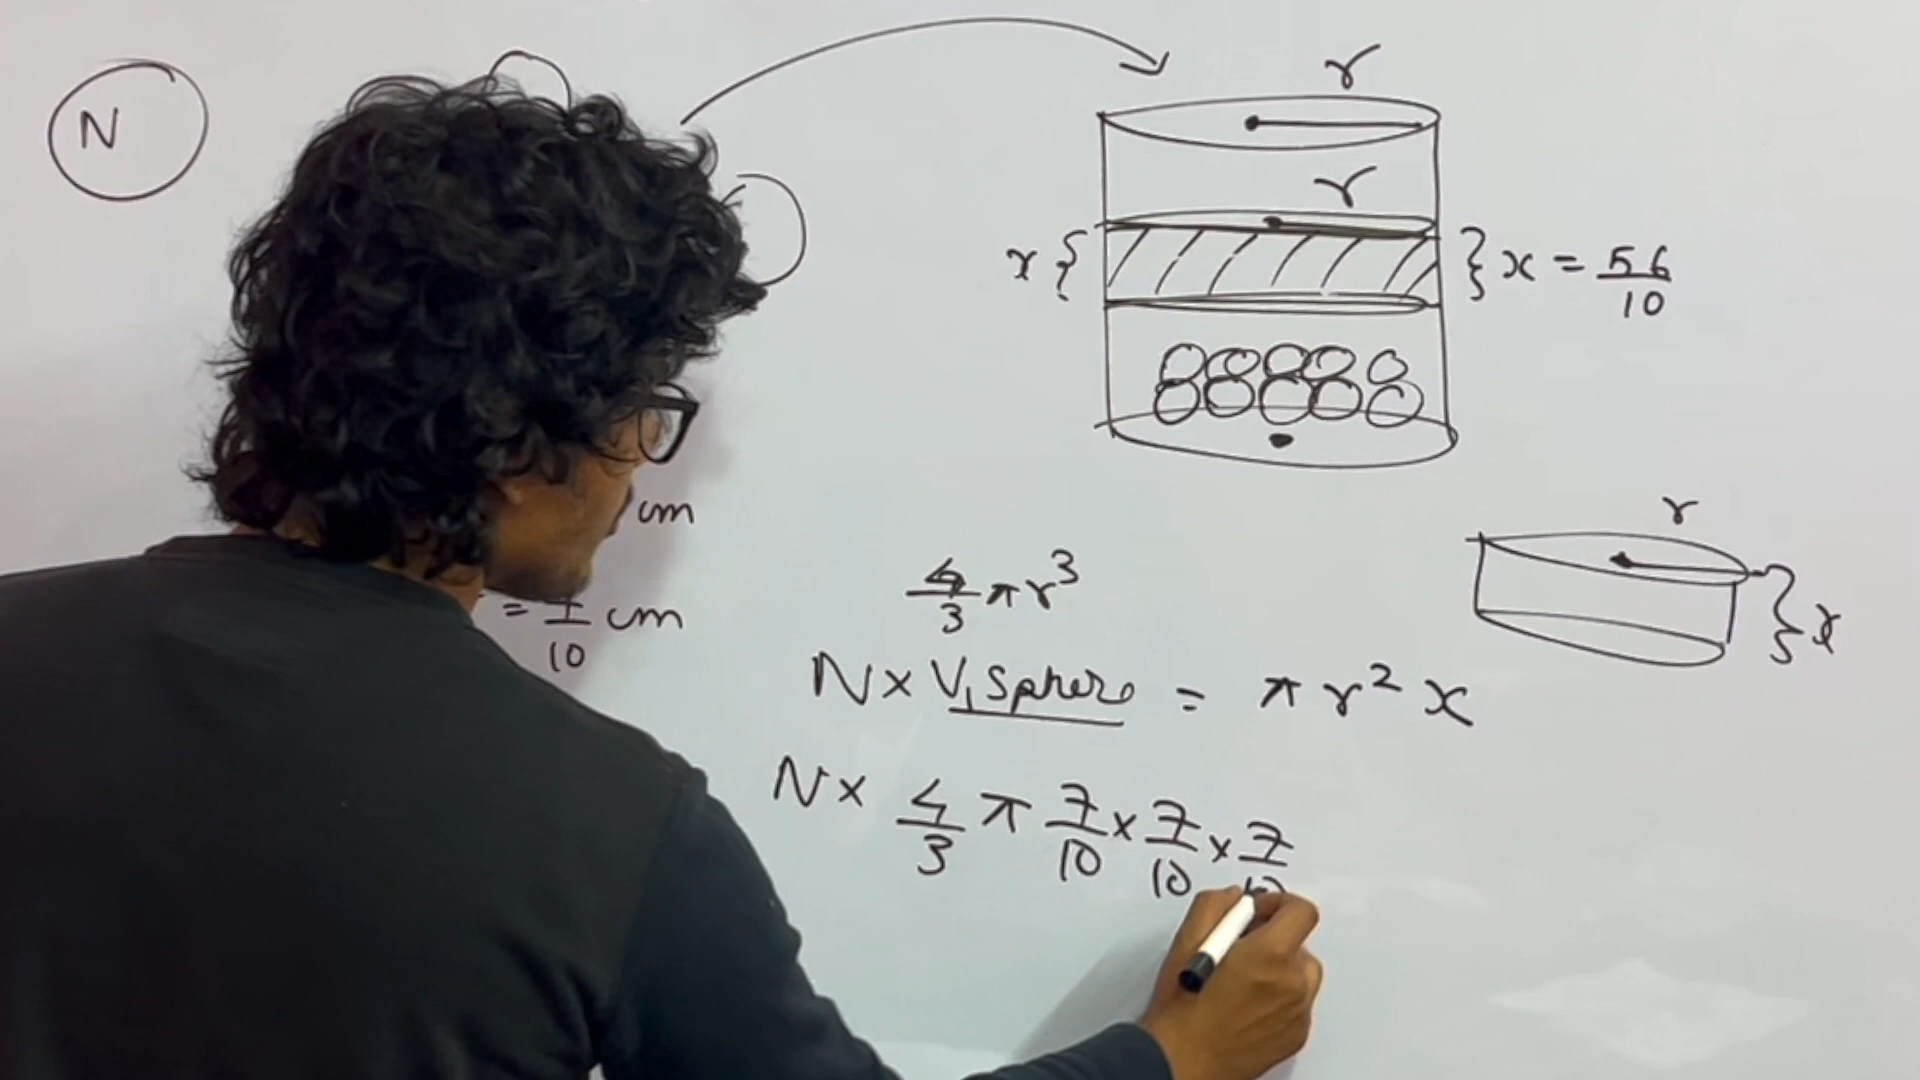 N
r
r
x { } x = 56/10
cm
= 7/10 cm
r
} x
4/3 π r³
N × V₁ sphere = π r² x
N × 4/3 π 7/10 × 7/10 × 7/10